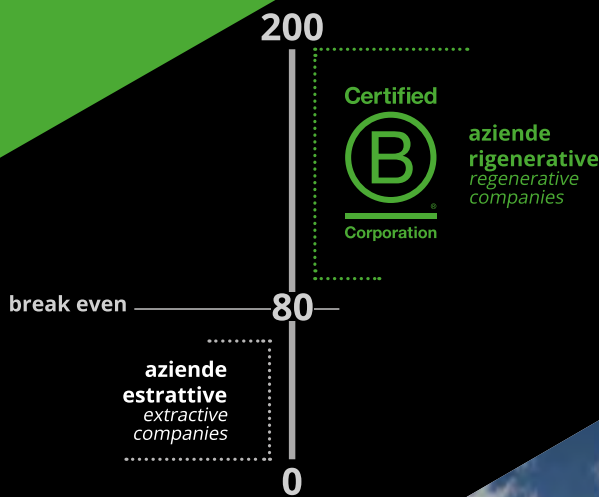 200
Certified
B
®
Corporation
aziende
rigenerative
regenerative
companies
break even
80
aziende
estrattive
extractive
companies
0